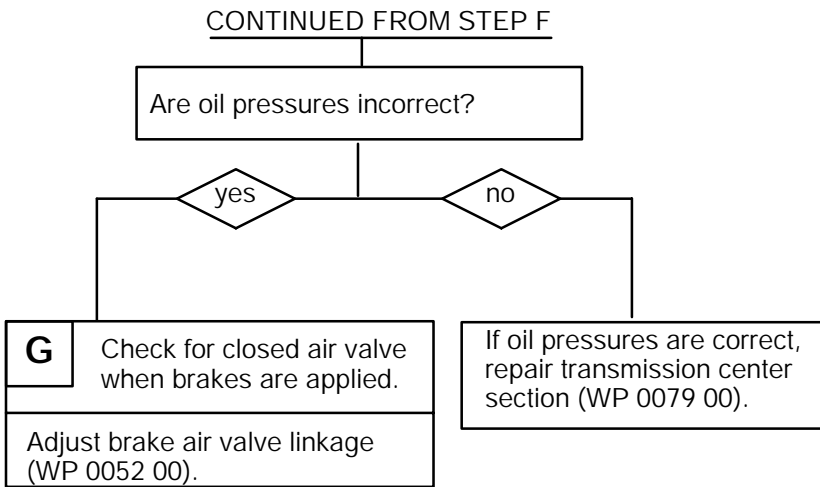 CONTINUED FROM STEP F
Are oil pressures incorrect?
yes
no
G
Check for closed air valve
when brakes are applied.
Adjust brake air valve linkage
(WP 0052 00).
If oil pressures are correct,
repair transmission center
section (WP 0079 00).